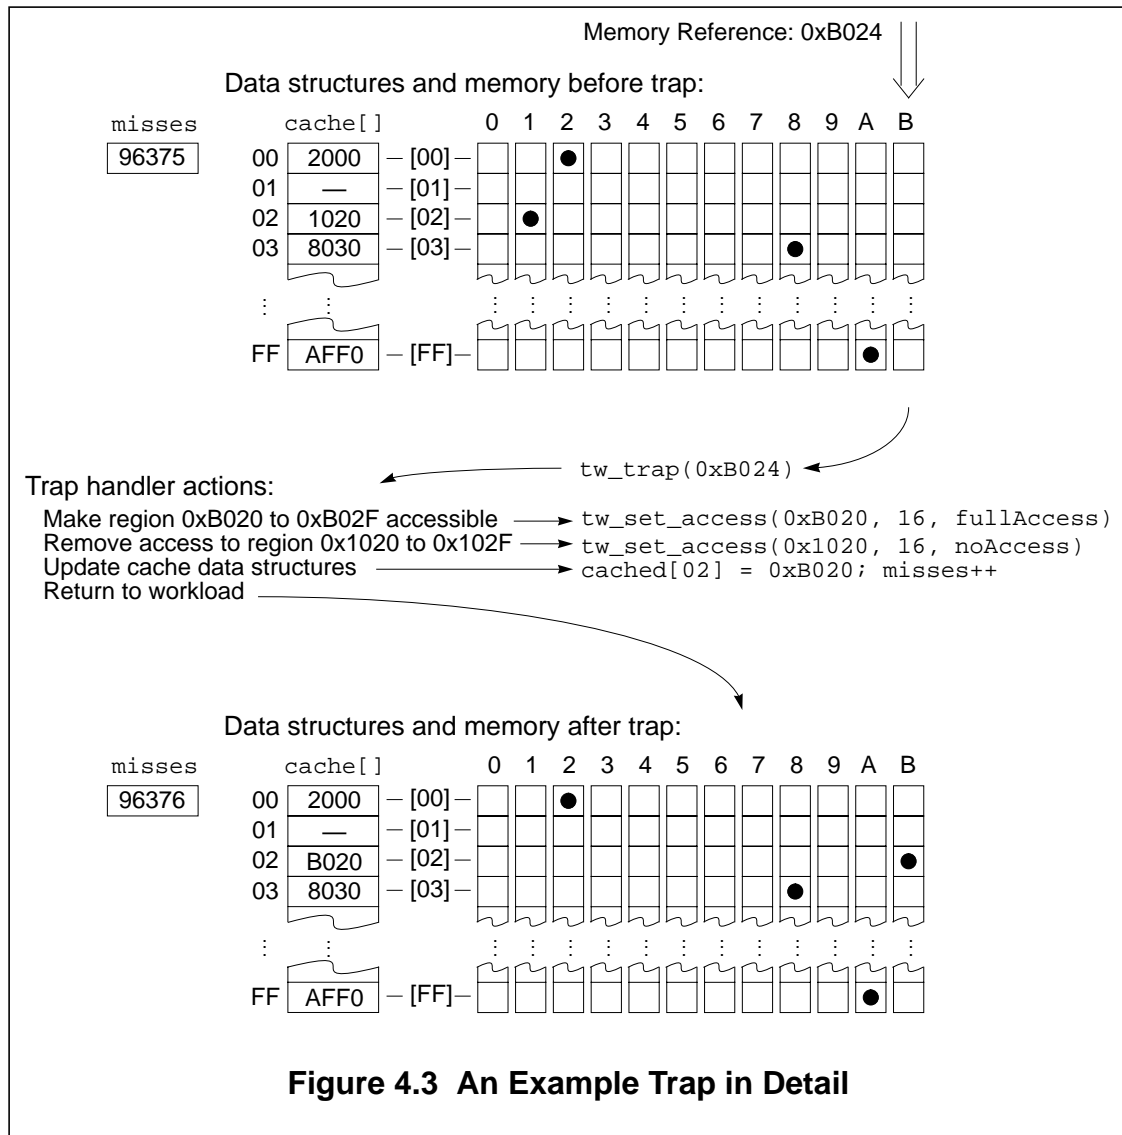 Memory Reference: 0xB024
Data structures and memory before trap:
misses cache[] 0 1 2 3 4 5 6 7 8 9 A B
96375 00 2000 [00]
01 — [01]
02 1020 [02]
03 8030 [03]
FF AFF0 [FF]
tw_trap(0xB024)
Trap handler actions:
Make region 0xB020 to 0xB02F accessible tw_set_access(0xB020, 16, fullAccess)
Remove access to region 0x1020 to 0x102F tw_set_access(0x1020, 16, noAccess)
Update cache data structures cached[02] = 0xB020; misses++
Return to workload
Data structures and memory after trap:
misses cache[] 0 1 2 3 4 5 6 7 8 9 A B
96376 00 2000 [00]
01 — [01]
02 B020 [02]
03 8030 [03]
FF AFF0 [FF]
Figure 4.3 An Example Trap in Detail